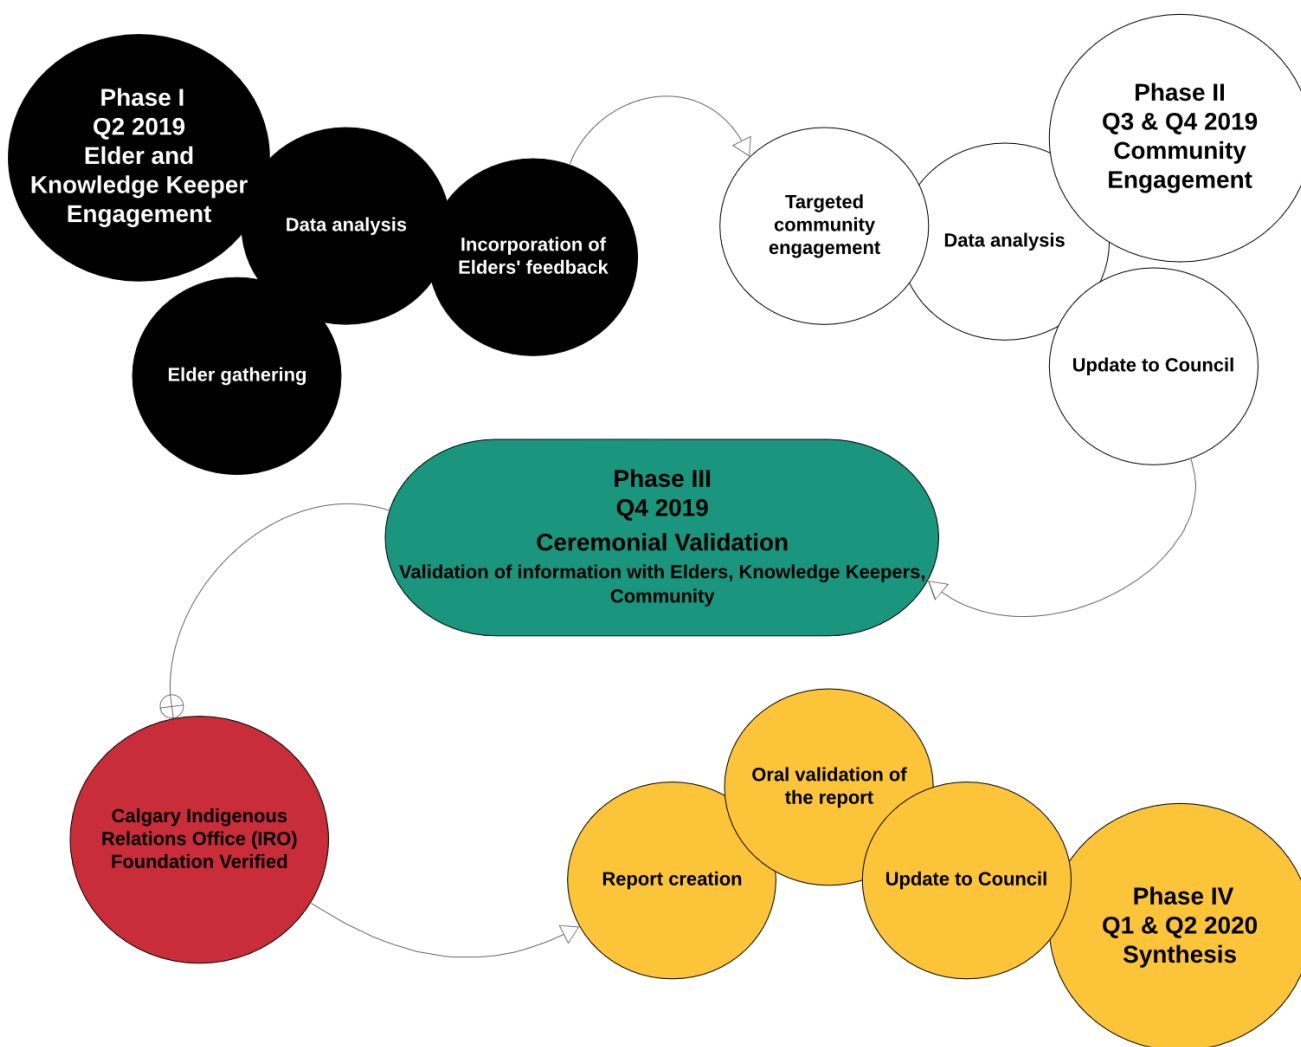 Phase I
Q2 2019
Elder and
Knowledge Keeper
Engagement
Data analysis
Incorporation of
Elders' feedback
Elder gathering
Targeted
community
engagement
Data analysis
Phase II
Q3 & Q4 2019
Community
Engagement
Update to Council
Phase III
Q4 2019
Ceremonial Validation
Validation of information with Elders, Knowledge Keepers,
Community
Calgary Indigenous
Relations Office (IRO)
Foundation Verified
Report creation
Oral validation of
the report
Update to Council
Phase IV
Q1 & Q2 2020
Synthesis